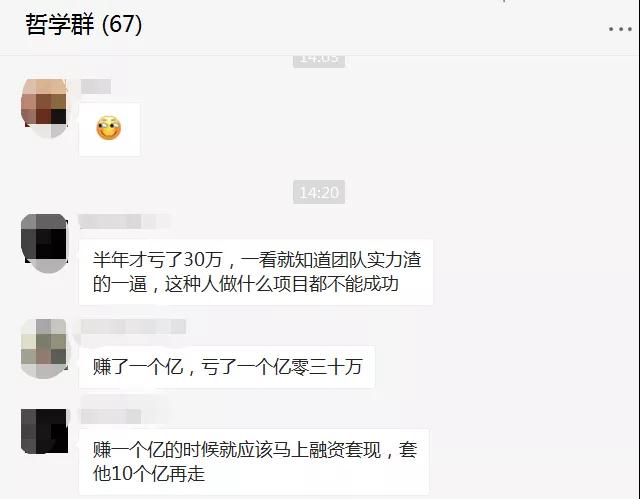 哲学群 (67)
14:03
14:20
半年才亏了30万，一看就知道团队实力渣
的一逼，这种人做什么项目都不能成功
赚了一个亿，亏了一个亿零三十万
赚一个亿的时候就应该马上融资套现，套
他10个亿再走